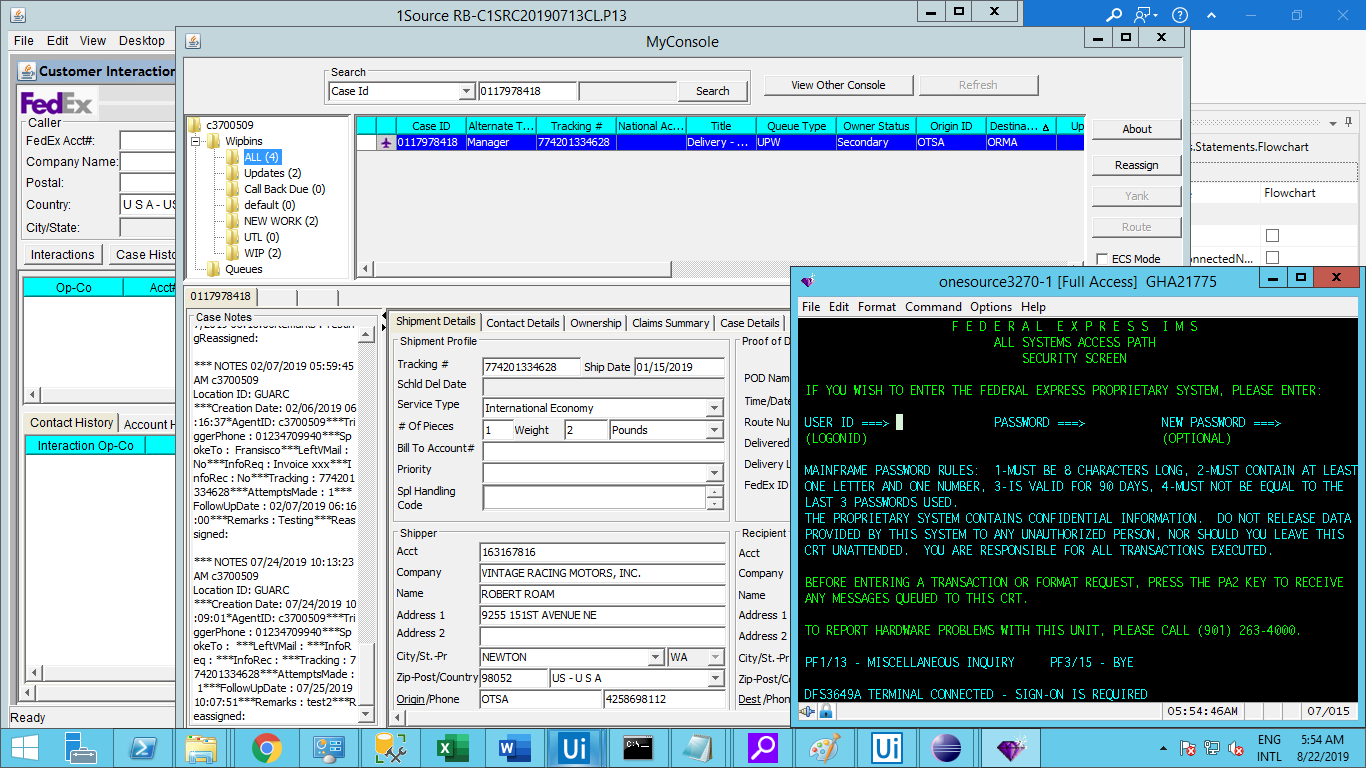 1Source RB-C1SRC20190713CL.P13
File Edit View Desktop
Customer Interaction
FedEx
Caller
FedEx Acct#:
Company Name:
Postal:
Country:
U S A - US
City/State:
Interactions
Case Histo
Op-Co
Acct#
Contact History
Account H
Interaction Op-Co
Ready
MyConsole
Search
Case Id
0117978418
Search
View Other Console
Refresh
c3700509
Wipbins
ALL (4)
Updates (2)
Call Back Due (0)
default (0)
NEW WORK (2)
UTL (0)
WIP (2)
Queues
Case ID Alternate T... Tracking # National Ac... Title Queue Type Owner Status Origin ID Destina... Up
0117978418 Manager 774201334628 Delivery - ... UPW Secondary OTSA ORMA
About
Reassign
Yank
Route
ECS Mode
s.Statements.Flowchart
Flowchart
onnectedN...
0117978418
Case Notes
gReassigned:
*** NOTES 02/07/2019 05:59:45
AM c3700509
Location ID: GUARC
***Creation Date: 02/06/2019 06
:16:37*AgentID: c3700509***Tri
ggerPhone : 01234709940***Sp
okeTo : Fransisco***LeftVMail :
No***InfoReq : Invoice xxx***I
nfoRec : No***Tracking : 774201
334628***AttemptsMade : 1***
FollowUpDate : 02/07/2019 06:16
:00***Remarks : Testing***Reas
signed:
*** NOTES 07/24/2019 10:13:23
AM c3700509
Location ID: GUARC
***Creation Date: 07/24/2019 10
:09:01*AgentID: c3700509***Tri
ggerPhone : 01234709940***Sp
okeTo : ***LeftVMail : ***InfoR
eq : ***InfoRec : ***Tracking : 7
74201334628***AttemptsMade :
1***FollowUpDate : 07/25/2019
10:07:51***Remarks : test2***R
eassigned:
Shipment Details Contact Details Ownership Claims Summary Case Details
Shipment Profile
Tracking # 774201334628 Ship Date 01/15/2019
Schld Del Date
Service Type International Economy
# Of Pieces 1 Weight 2 Pounds
Bill To Account#
Priority
Spl Handling
Code
Proof of D
POD Nam
Time/Date
Route Nu
Delivered
Delivery L
FedEx ID
Shipper
Acct 163167816
Company VINTAGE RACING MOTORS, INC.
Name ROBERT ROAM
Address 1 9255 151ST AVENUE NE
Address 2
City/St.-Pr NEWTON WA
Zip-Post/Country 98052 US - U S A
Origin/Phone OTSA 4258698112
Recipient
Acct
Company
Name
Address 1
Address 2
City/St.-Pr
Zip-Post/Co
Dest /Phone
onesource3270-1 [Full Access] GHA21775
File Edit Format Command Options Help
F E D E R A L E X P R E S S I M S
ALL SYSTEMS ACCESS PATH
SECURITY SCREEN
IF YOU WISH TO ENTER THE FEDERAL EXPRESS PROPRIETARY SYSTEM, PLEASE ENTER:
USER ID ===> PASSWORD ===> NEW PASSWORD ===>
(LOGONID) (OPTIONAL)
MAINFRAME PASSWORD RULES: 1-MUST BE 8 CHARACTERS LONG, 2-MUST CONTAIN AT LEAST
ONE LETTER AND ONE NUMBER, 3-IS VALID FOR 90 DAYS, 4-MUST NOT BE EQUAL TO THE
LAST 3 PASSWORDS USED.
THE PROPRIETARY SYSTEM CONTAINS CONFIDENTIAL INFORMATION. DO NOT RELEASE DATA
PROVIDED BY THIS SYSTEM TO ANY UNAUTHORIZED PERSON, NOR SHOULD YOU LEAVE THIS
CRT UNATTENDED. YOU ARE RESPONSIBLE FOR ALL TRANSACTIONS EXECUTED.
BEFORE ENTERING A TRANSACTION OR FORMAT REQUEST, PRESS THE PA2 KEY TO RECEIVE
ANY MESSAGES QUEUED TO THIS CRT.
TO REPORT HARDWARE PROBLEMS WITH THIS UNIT, PLEASE CALL (901) 263-4000.
PF1/13 - MISCELLANEOUS INQUIRY PF3/15 - BYE
DFS3649A TERMINAL CONNECTED - SIGN-ON IS REQUIRED
05:54:46AM 07/015
Ui
Ui
ENG
INTL
5:54 AM
8/22/2019